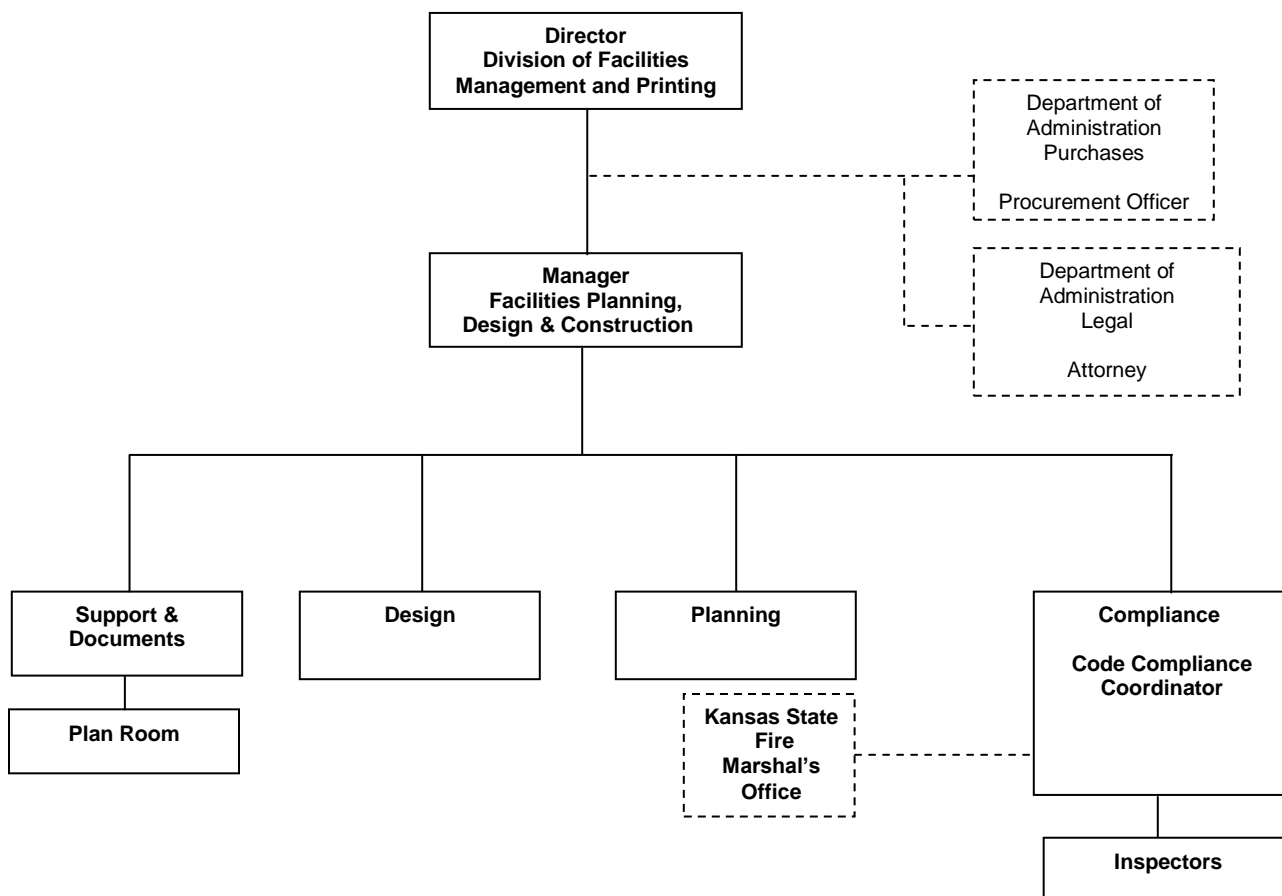 Director
Division of Facilities
Management and Printing
Department of
Administration
Purchases
Procurement Officer
Manager
Facilities Planning,
Design & Construction
Department of
Administration
Legal
Attorney
Support &
Documents
Design
Planning
Compliance
Code Compliance
Coordinator
Plan Room
Kansas State
Fire
Marshal’s
Office
Inspectors